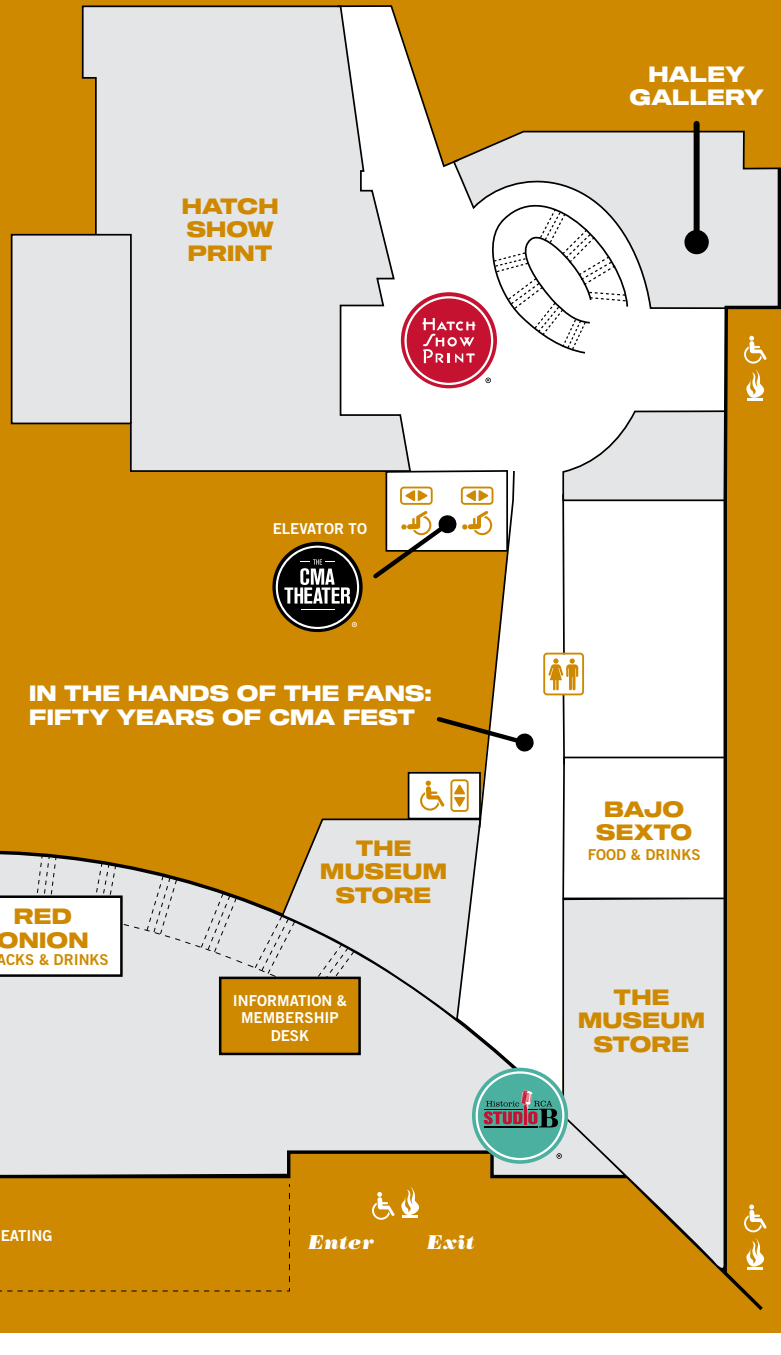 HALEY
GALLERY
HATCH
SHOW
PRINT
HATCH
SHOW
PRINT
®
ELEVATOR TO
THE
CMA
THEATER
®
IN THE HANDS OF THE FANS:
FIFTY YEARS OF CMA FEST
BAJO
SEXTO
FOOD & DRINKS
THE
MUSEUM
STORE
RED
ONION
ACKS & DRINKS
INFORMATION &
MEMBERSHIP
DESK
THE
MUSEUM
STORE
Historic RCA
STUDIO B
®
EATING
Enter Exit